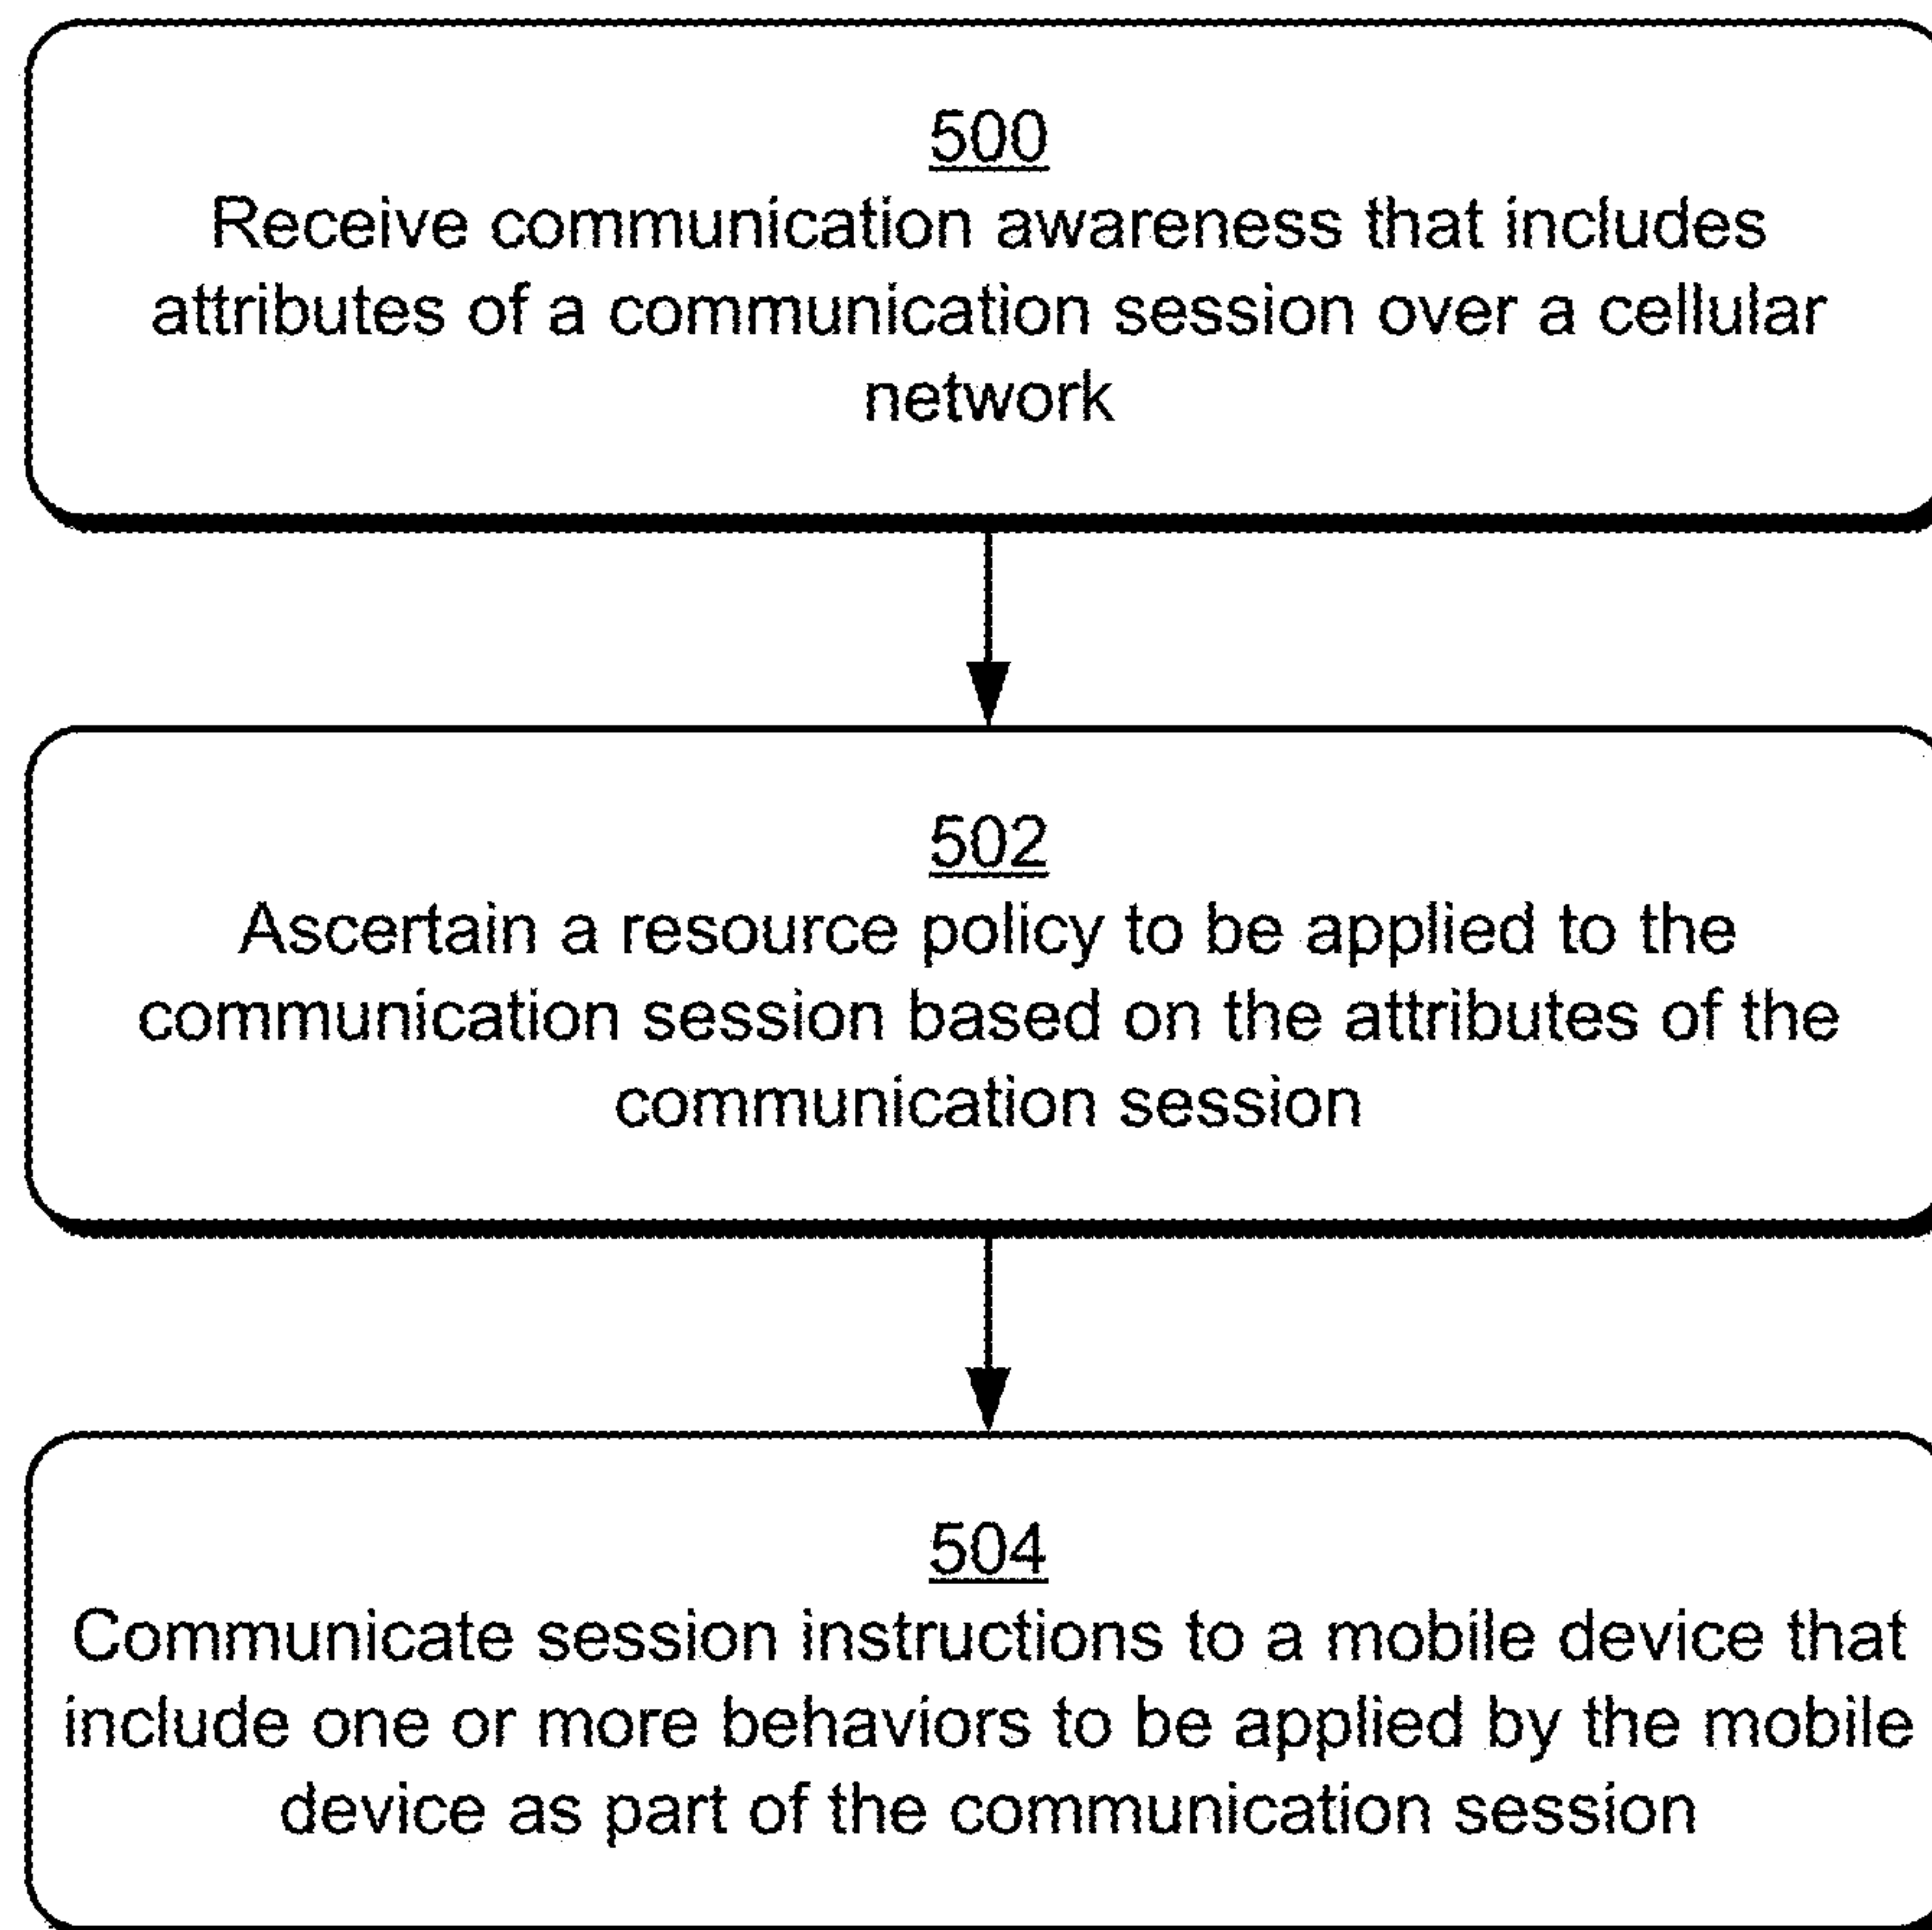 500
Receive communication awareness that includes
attributes of a communication session over a cellular
network
502
Ascertain a resource policy to be applied to the
communication session based on the attributes of the
communication session
504
Communicate session instructions to a mobile device that
include one or more behaviors to be applied by the mobile
device as part of the communication session